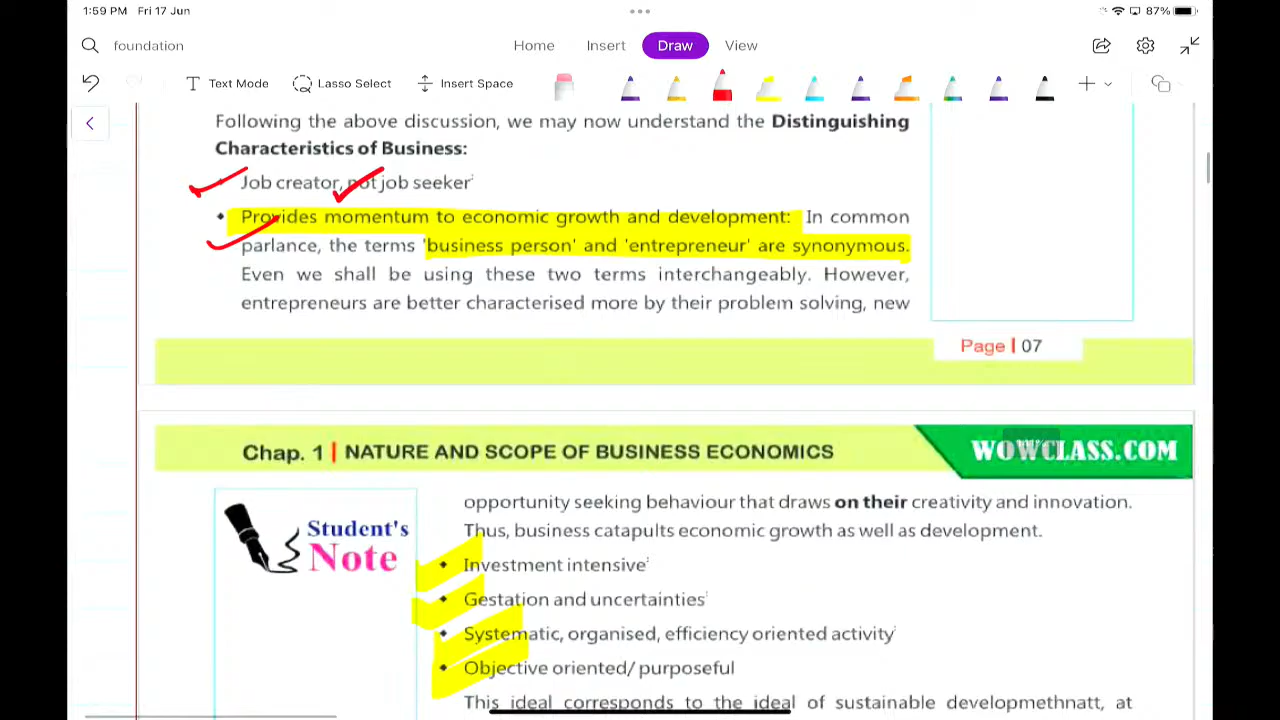 1:59 PM Fri 17 Jun
87%
foundation
Home
Insert
Draw
View
Text Mode
Lasso Select
Insert Space
Following the above discussion, we may now understand the Distinguishing
Characteristics of Business:
Job creator, not job seeker
Provides momentum to economic growth and development: In common
parlance, the terms 'business person' and 'entrepreneur' are synonymous.
Even we shall be using these two terms interchangeably. However,
entrepreneurs are better characterised more by their problem solving, new
Page | 07
Chap. 1 | NATURE AND SCOPE OF BUSINESS ECONOMICS
WOWCLASS.COM
Student's
Note
opportunity seeking behaviour that draws on their creativity and innovation.
Thus, business catapults economic growth as well as development.
Investment intensive
Gestation and uncertainties
Systematic, organised, efficiency oriented activity
Objective oriented/ purposeful
This ideal corresponds to the ideal of sustainable developmethnatt, at